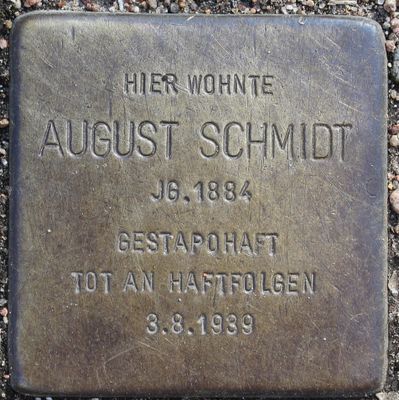 HIER WOHNTE
AUGUST SCHMIDT
JG. 1884
GESTAPOHAFT
TOT AN HAFTFOLGEN
3.8.1939